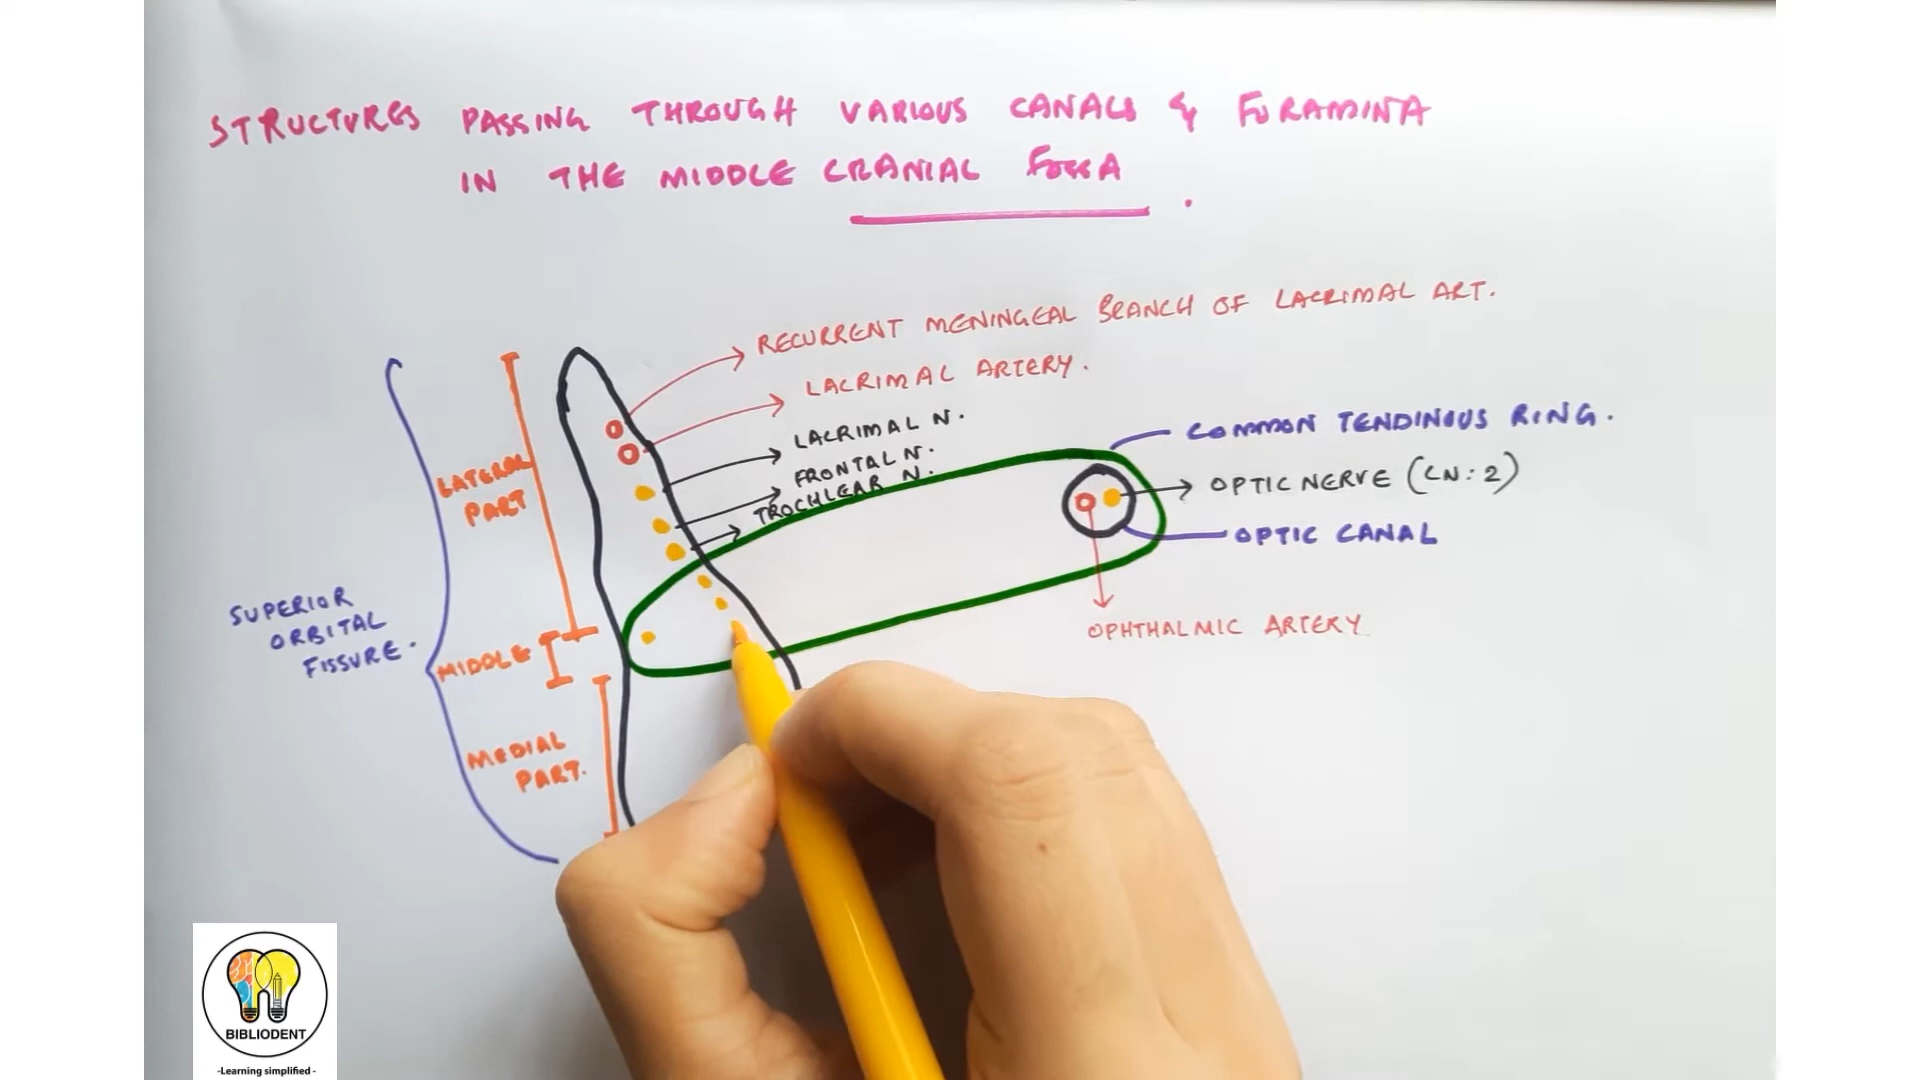 STRUCTURES PASSING THROUGH VARIOUS CANALS & FORAMINA
IN THE MIDDLE CRANIAL FOSSA.
RECURRENT MENINGEAL BRANCH OF LACRIMAL ART.
LACRIMAL ARTERY.
LACRIMAL N.
FRONTAL N.
TROCHLEAR N.
COMMON TENDINOUS RING.
OPTIC NERVE (CN:2)
OPTIC CANAL
OPHTHALMIC ARTERY
LATERAL
PART
SUPERIOR
ORBITAL
FISSURE.
MIDDLE
MEDIAL
PART.
BIBLIODENT
-Learning simplified-